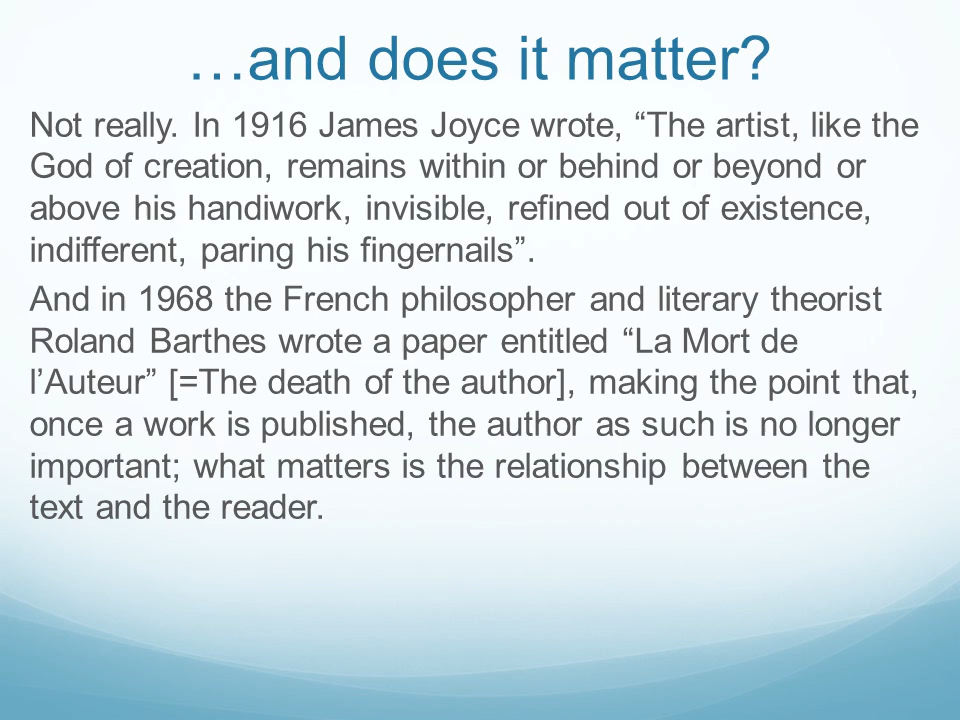 …and does it matter?
Not really. In 1916 James Joyce wrote, “The artist, like the
God of creation, remains within or behind or beyond or
above his handiwork, invisible, refined out of existence,
indifferent, paring his fingernails”.
And in 1968 the French philosopher and literary theorist
Roland Barthes wrote a paper entitled “La Mort de
l’Auteur” [=The death of the author], making the point that,
once a work is published, the author as such is no longer
important; what matters is the relationship between the
text and the reader.